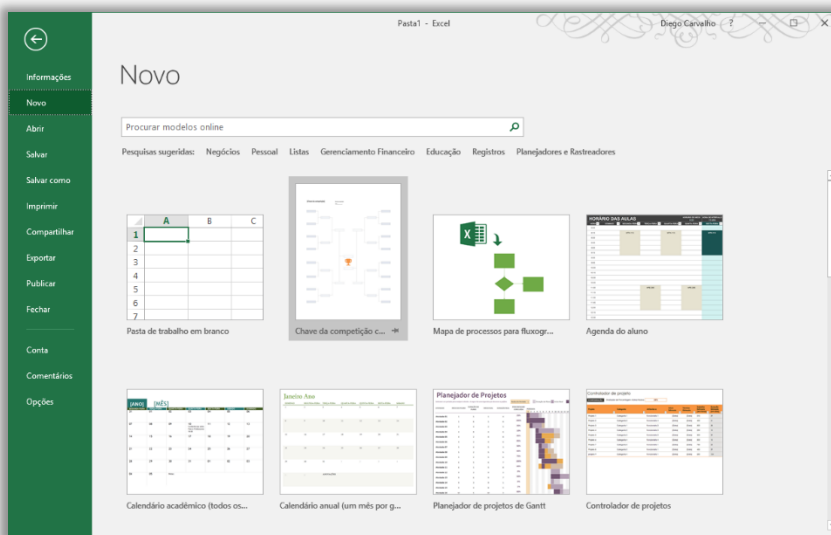 Pasta1 - Excel
Diego Carvalho
?
Informações
Novo
Abrir
Salvar
Salvar como
Imprimir
Compartilhar
Exportar
Publicar
Fechar
Conta
Comentários
Opções
Novo
Procurar modelos online
Pesquisas sugeridas: Negócios Pessoal Listas Gerenciamento Financeiro Educação Registros Planejadores e Rastreadores
A B C
1
2
3
4
5
6
7
X
HORÁRIO DAS AULAS
Pasta de trabalho em branco
Chave da competição c...
Mapa de processos para fluxogr...
Agenda do aluno
[ANO] [MÊS]
Janeiro Ano
Planejador de Projetos
Controlador de projeto
Calendário acadêmico (todos os...
Calendário anual (um mês por g...
Planejador de projetos de Gantt
Controlador de projetos